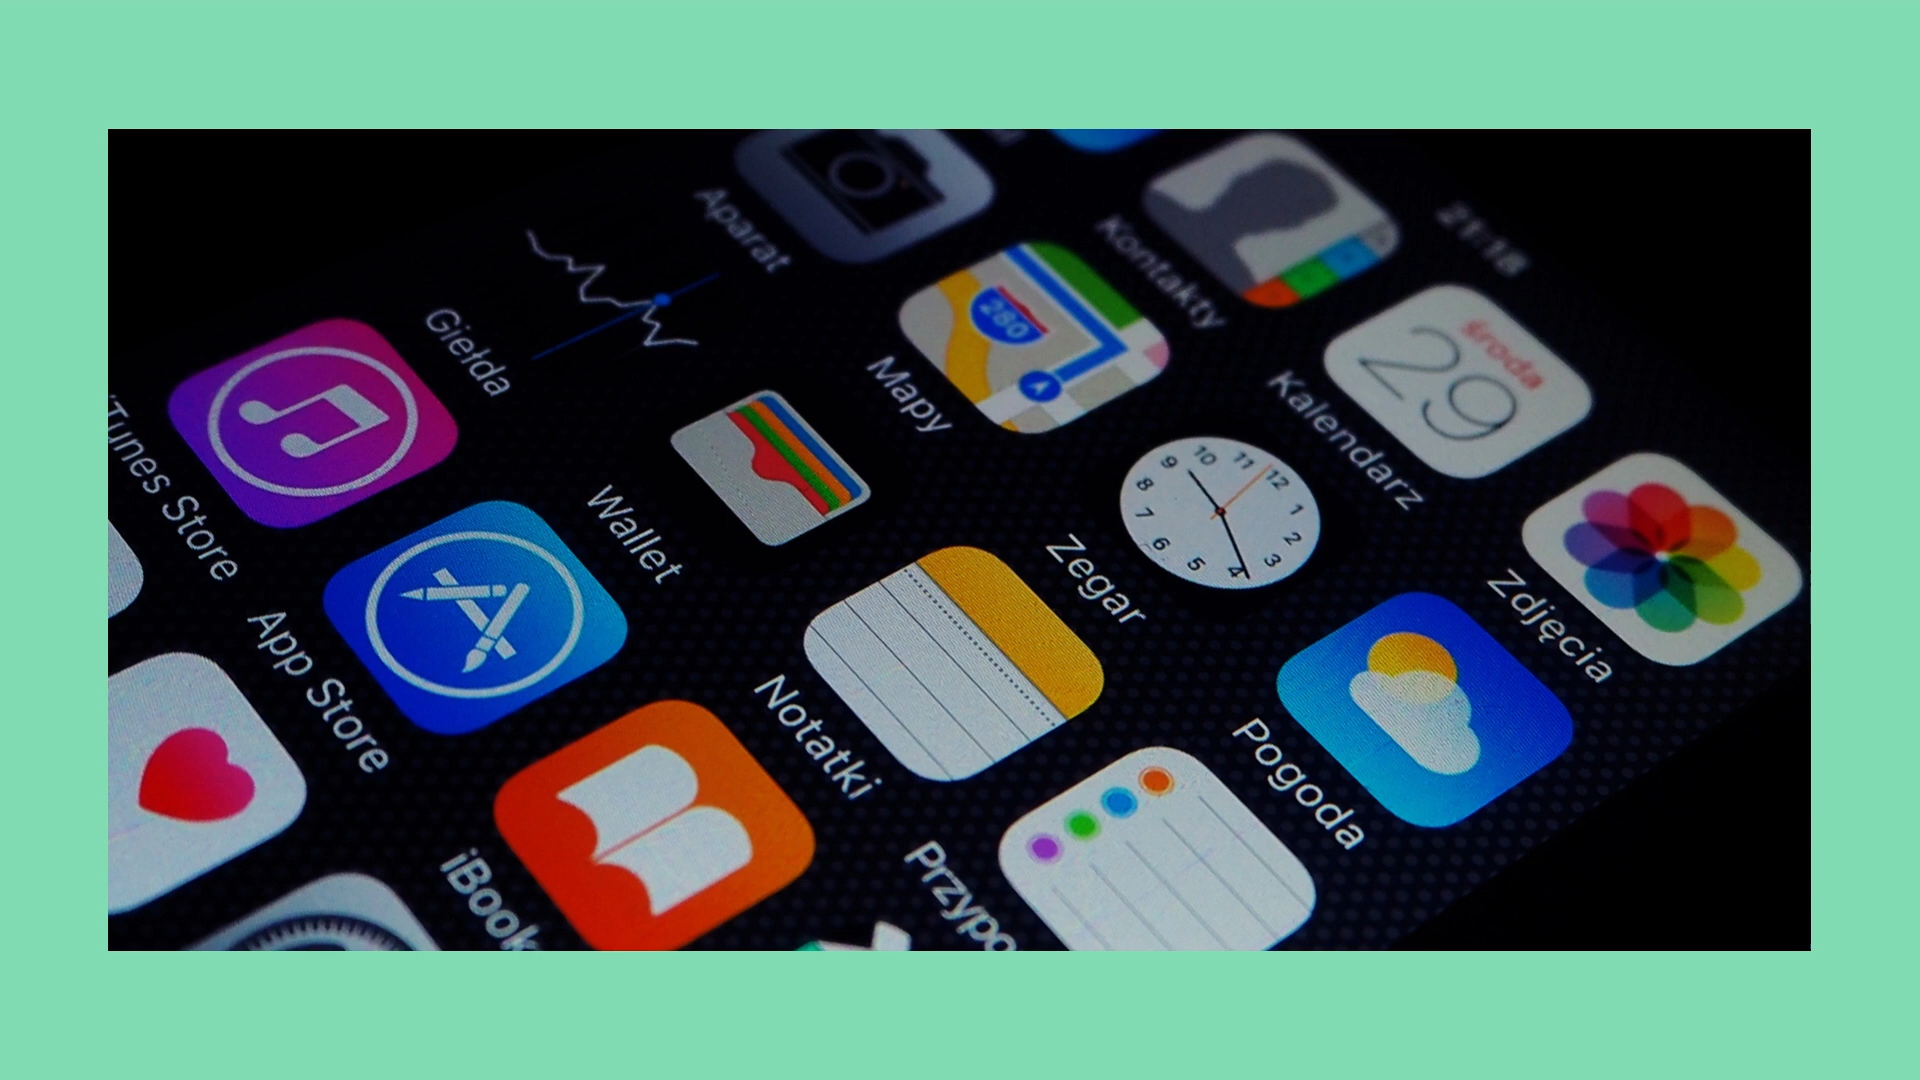 21:18
Kontakty
środa
29
Kalendarz
Zdjęcia
Aparat
280
Mapy
10 11 12 1 2 3 4 5 6 7 8 9
Zegar
Pogoda
Giełda
Wallet
Notatki
Przypo
iTunes Store
App Store
iBook